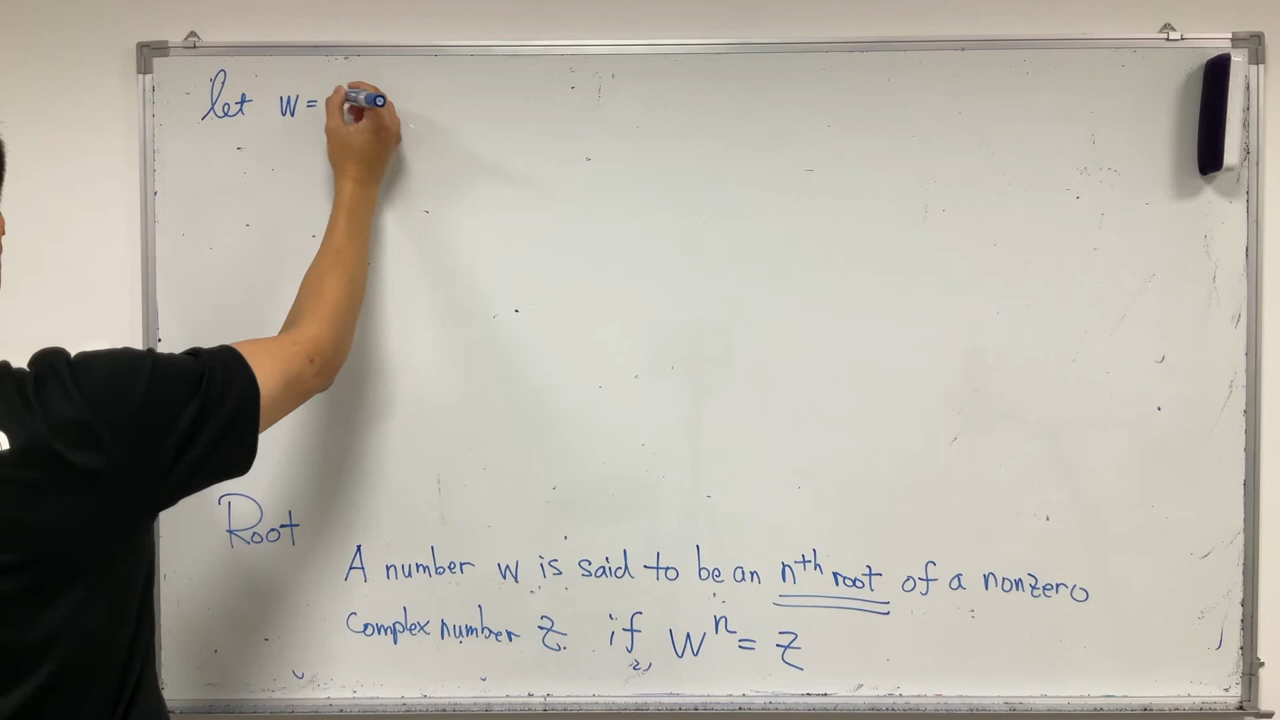 let w =
Root
A number w is said to be an nᵗʰ root of a nonzero
complex number z. if wⁿ = z